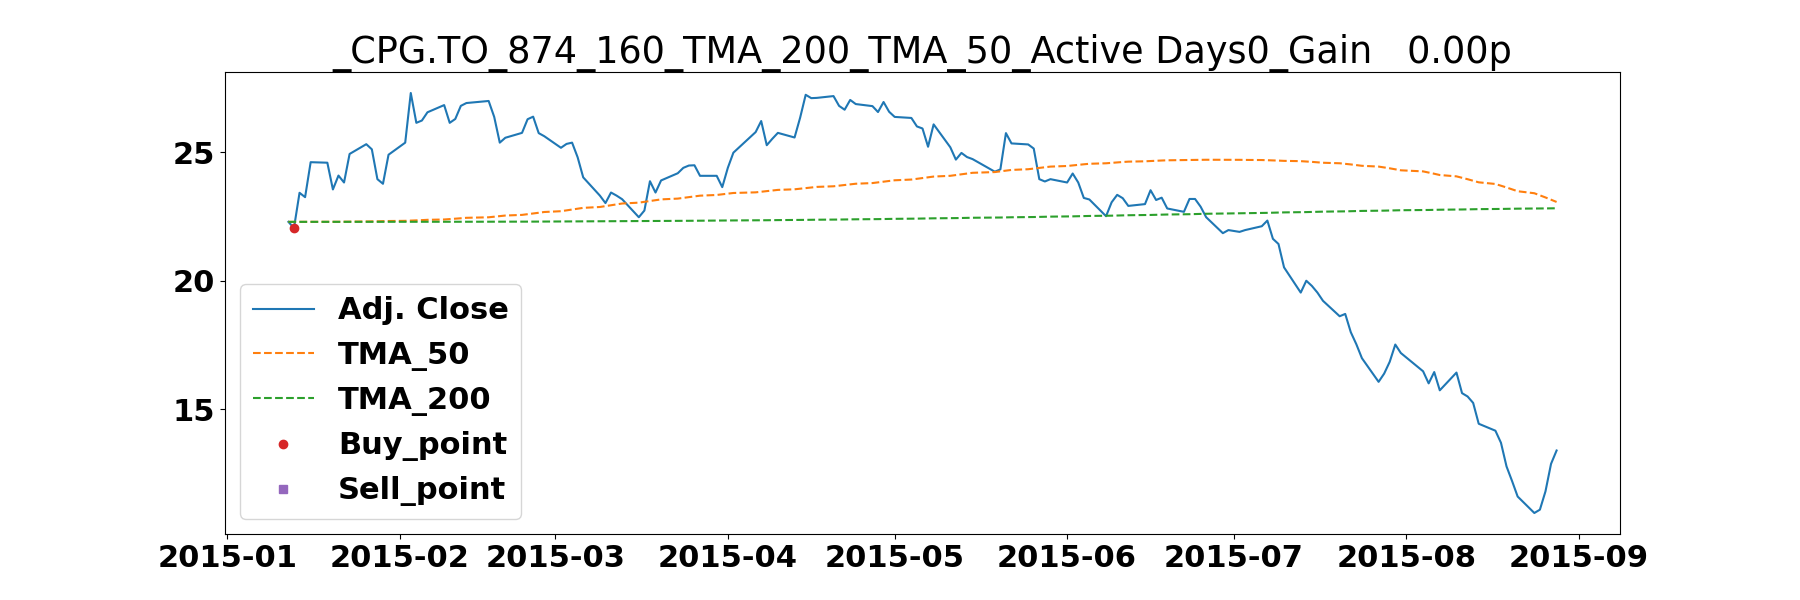 _CPG.TO_874_160_TMA_200_TMA_50_Active Days0_Gain   0.00p
25
20
15
Adj. Close
TMA_50
TMA_200
Buy_point
Sell_point
2015-01 2015-02 2015-03 2015-04 2015-05 2015-06 2015-07 2015-08 2015-09